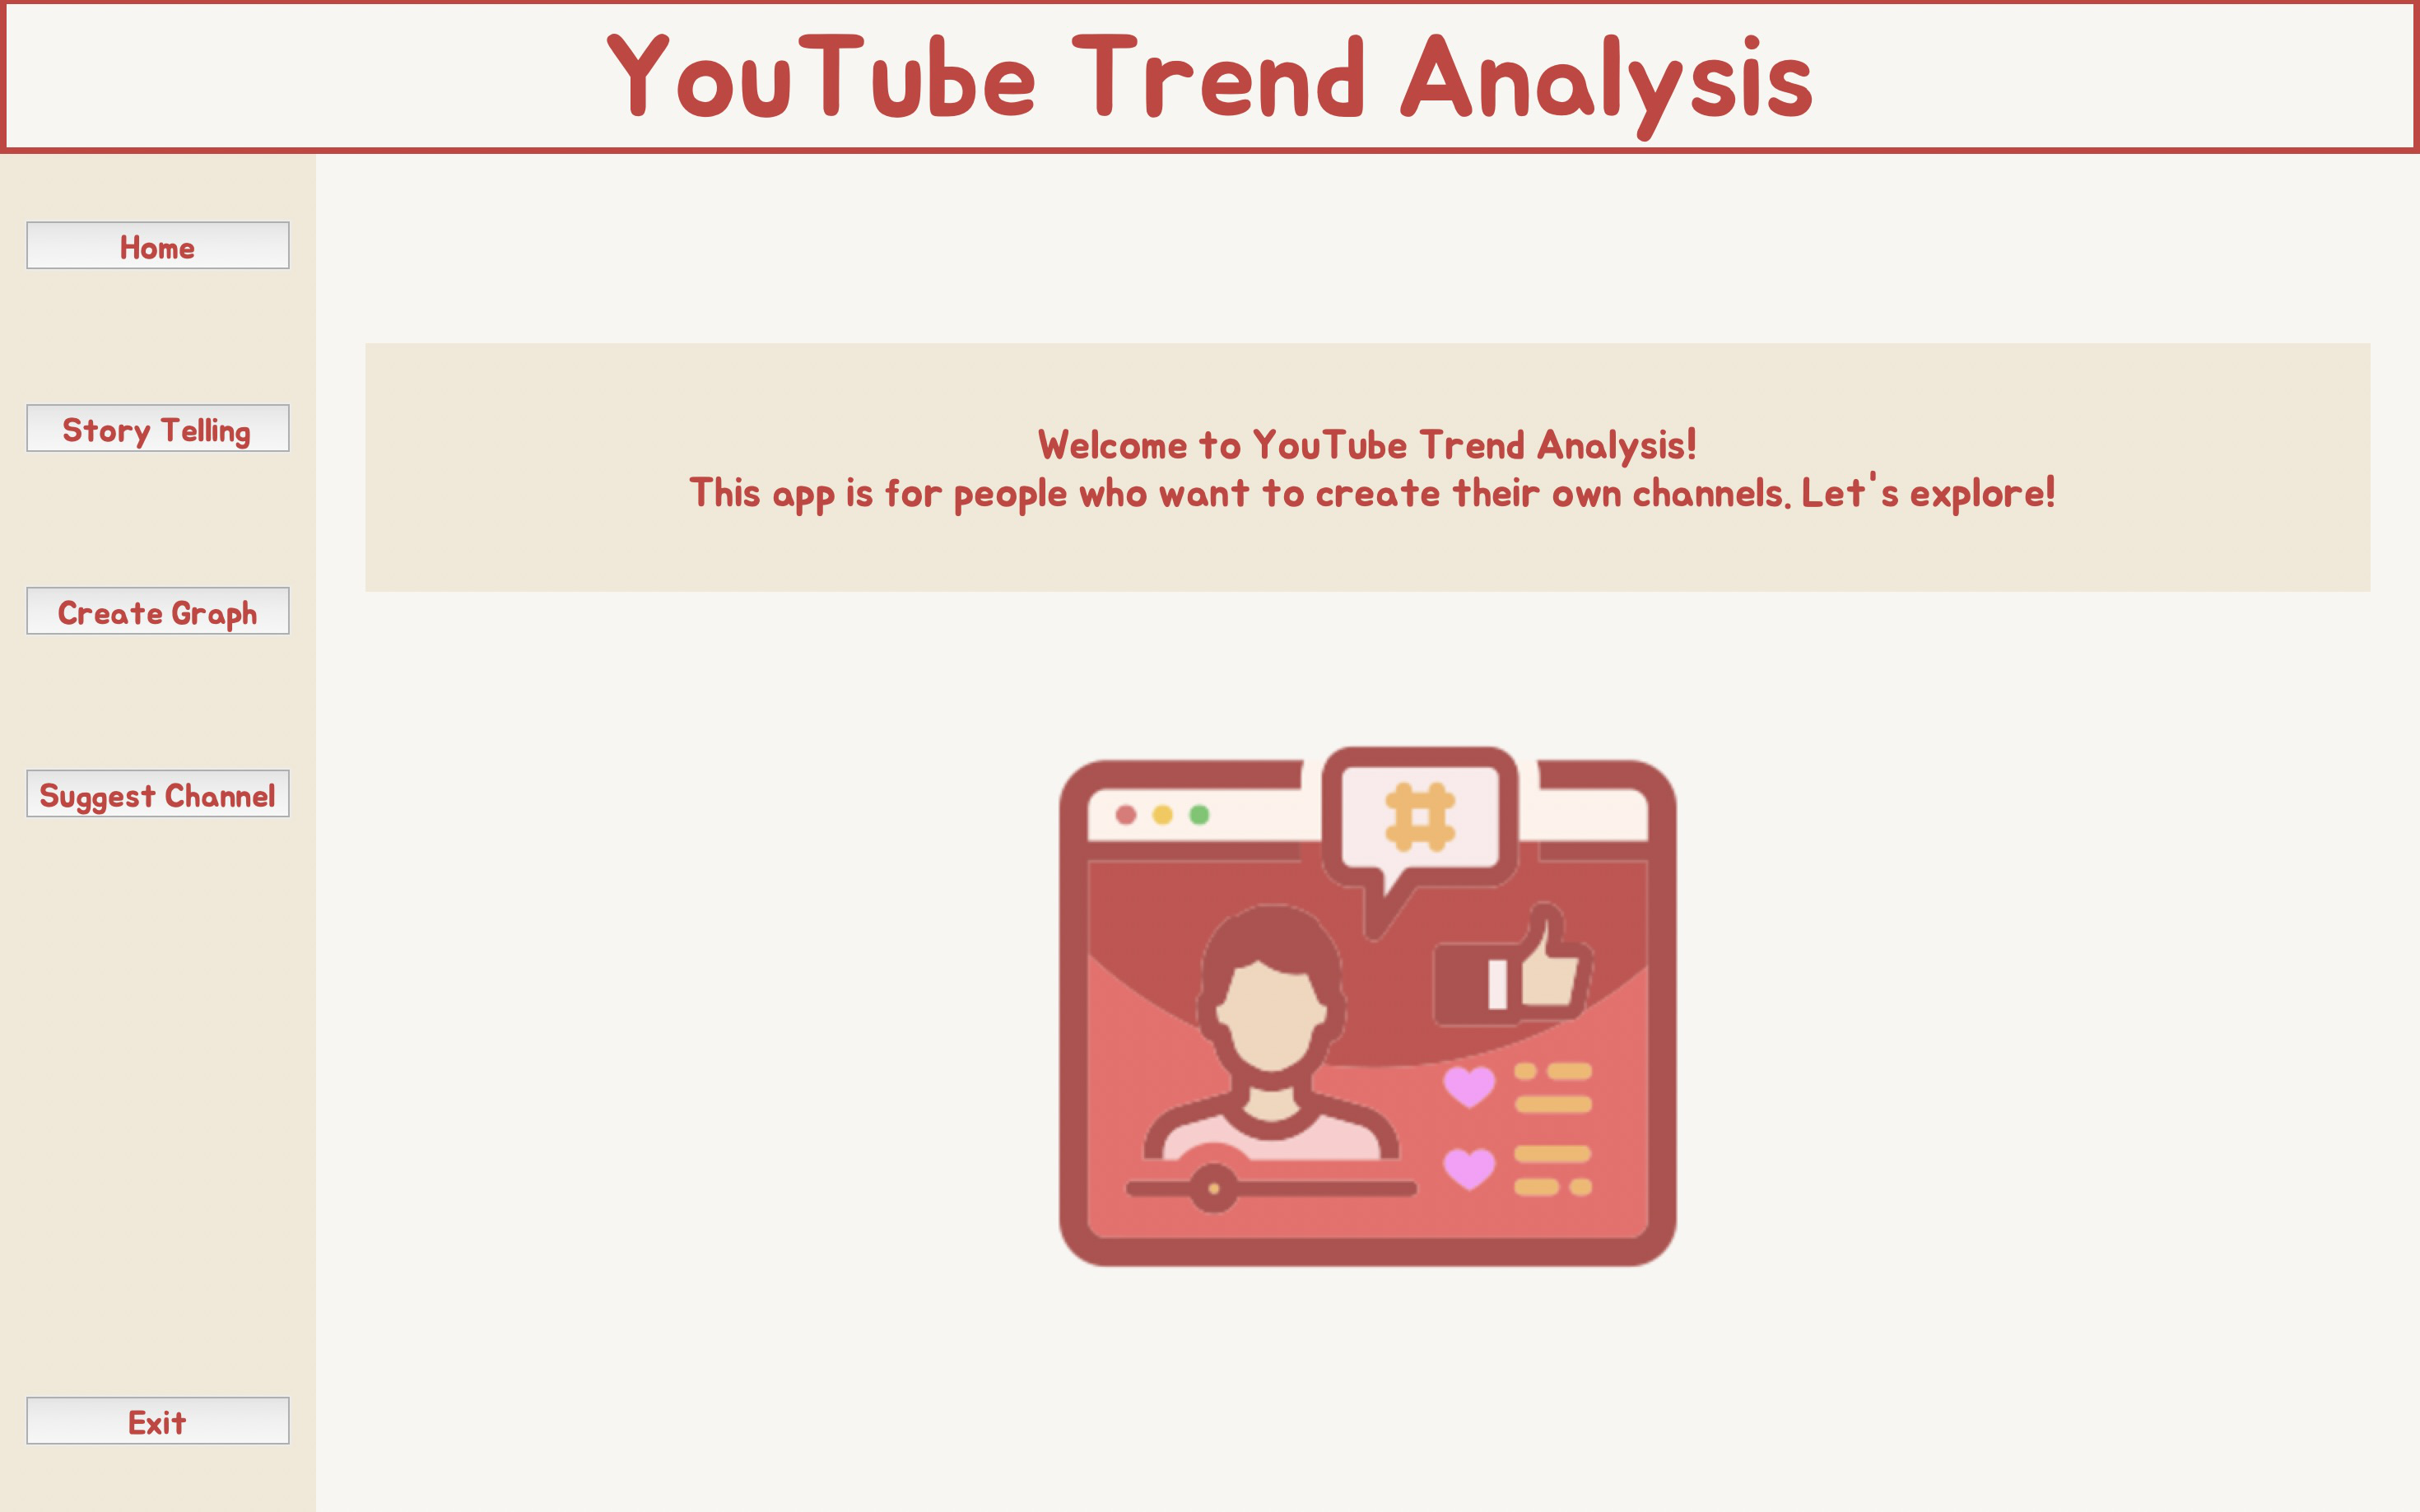 YouTube Trend Analysis
Home
Story Telling
Create Graph
Suggest Channel
Exit
Welcome to YouTube Trend Analysis!
This app is for people who want to create their own channels. Let's explore!
#